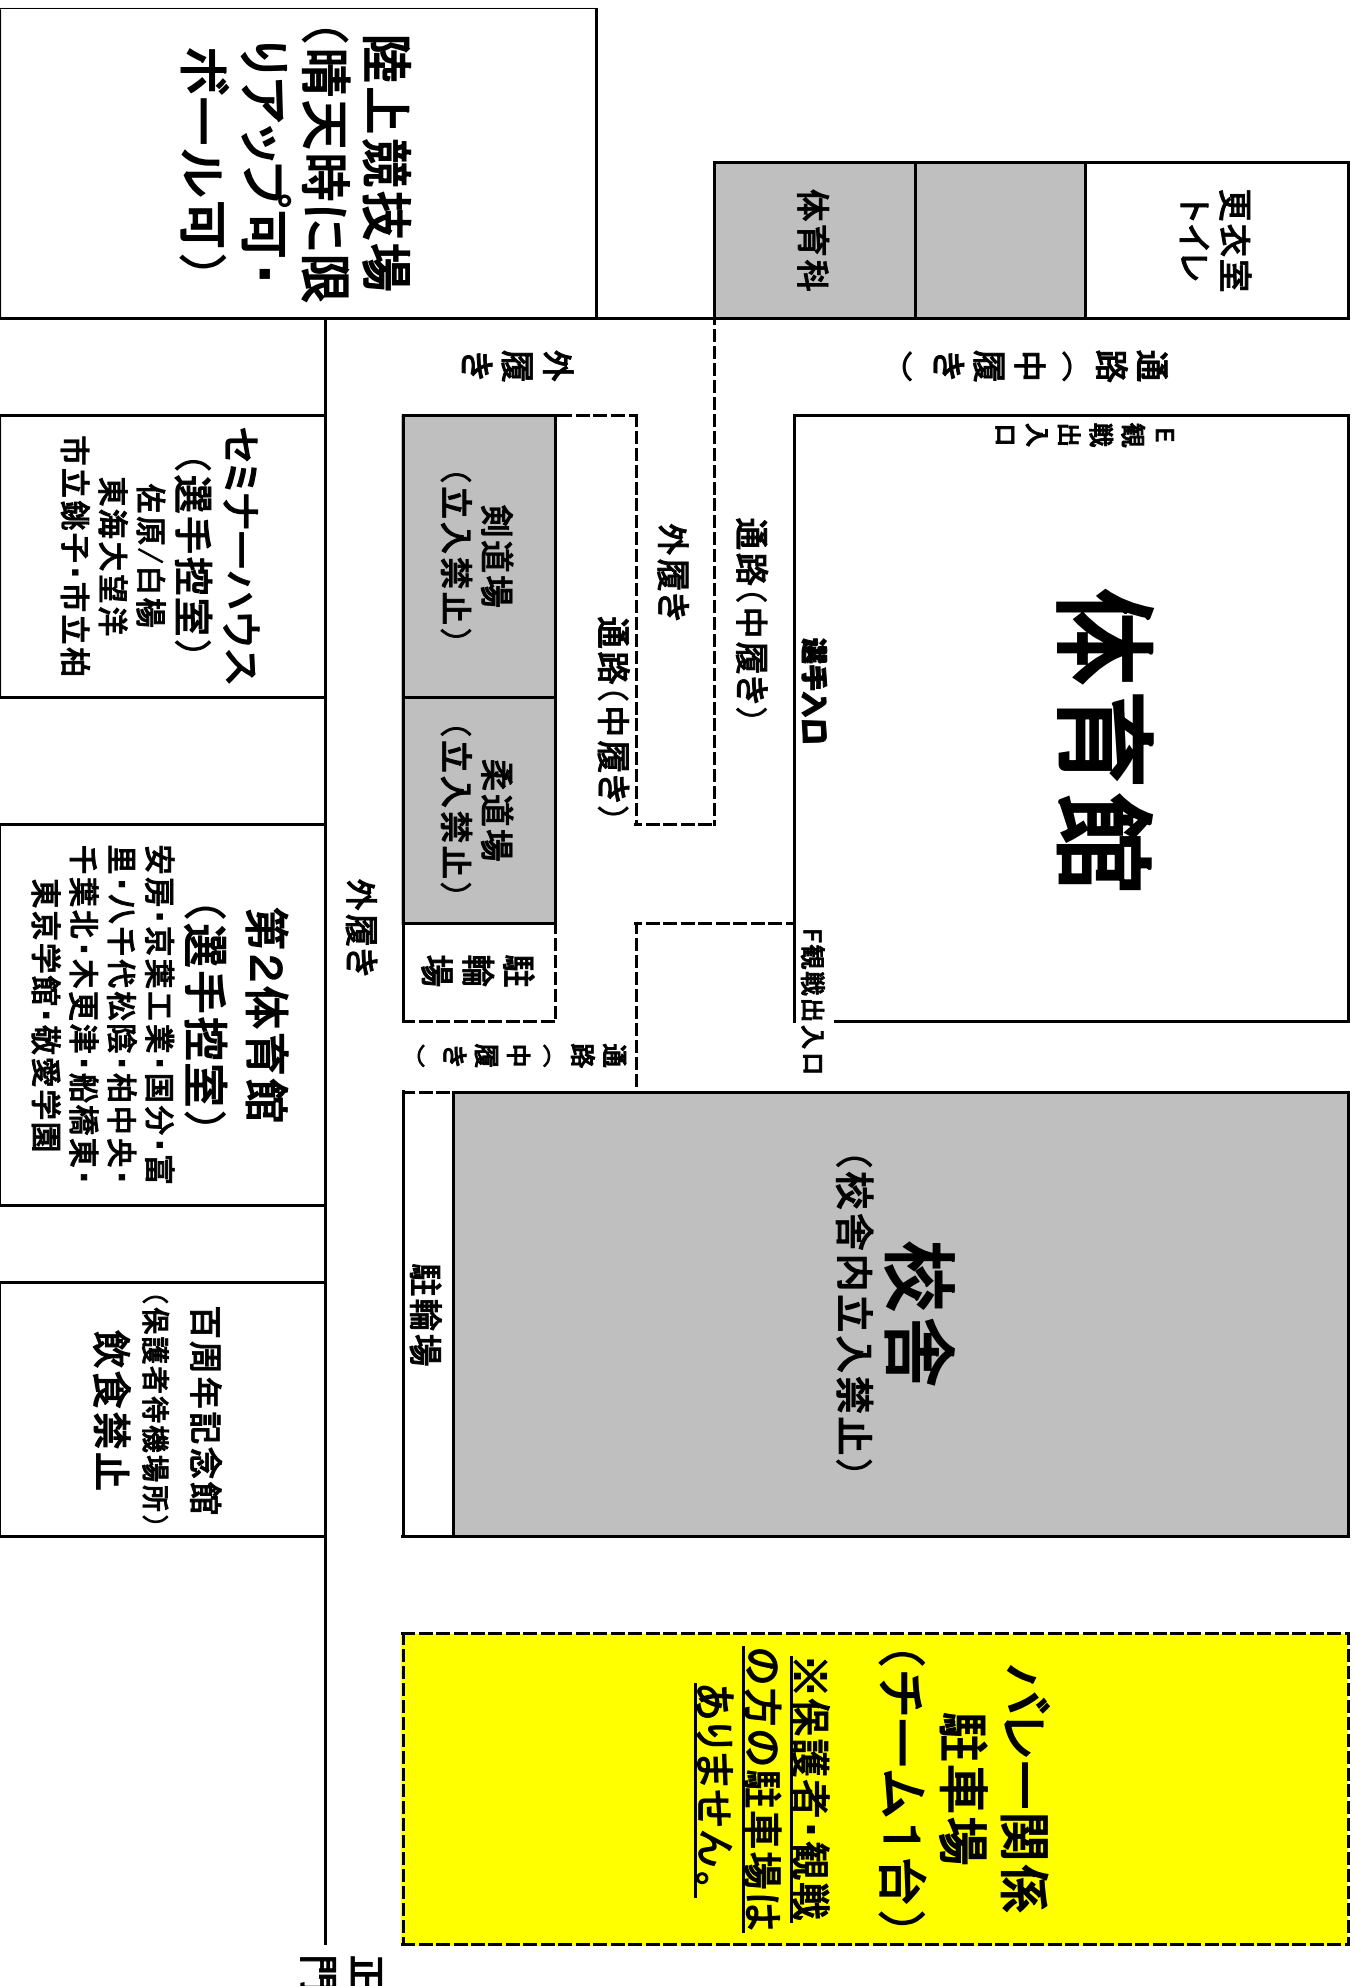 陸上競技場
（晴天時に限
りアップ可・
ボール可）
更衣室
トイレ
体育科
通路（中履き）
外履き
E観戦出入口
体育館
選手入口
F観戦出入口
通路（中履き）
外履き
通路（中履き）
剣道場
（立入禁止）
柔道場
（立入禁止）
駐輪場
通路（中履き）
外履き
セミナーハウス
（選手控室）
佐原/白楊
東海大望洋
市立銚子・市立柏
第２体育館
（選手控室）
安房・京葉工業・国分・富
里・八千代松陰・柏中央・
千葉北・木更津・船橋東・
東京学館・敬愛学園
百周年記念館
（保護者待機場所）
飲食禁止
校舎
（校舎内立入禁止）
駐輪場
バレー関係
駐車場
（チーム１台）
※保護者・観戦
の方の駐車場は
ありません。
正
門